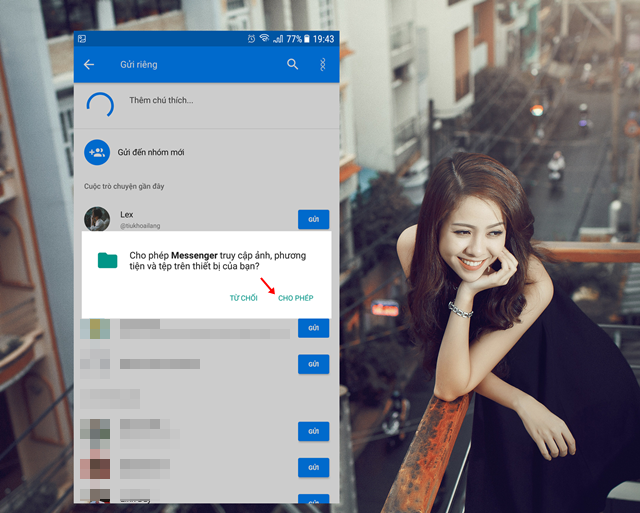 77% 19:43
Gửi riêng
Thêm chú thích...
Gửi đến nhóm mới
Cuộc trò chuyện gần đây
Lex
@tiukhoailang
GỬI
Cho phép Messenger truy cập ảnh, phương
tiện và tệp trên thiết bị của bạn?
TỪ CHỐI CHO PHÉP
GỬI
GỬI
GỬI
GỬI
GỬI